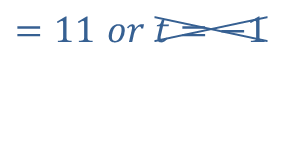 = 11 or t = −1